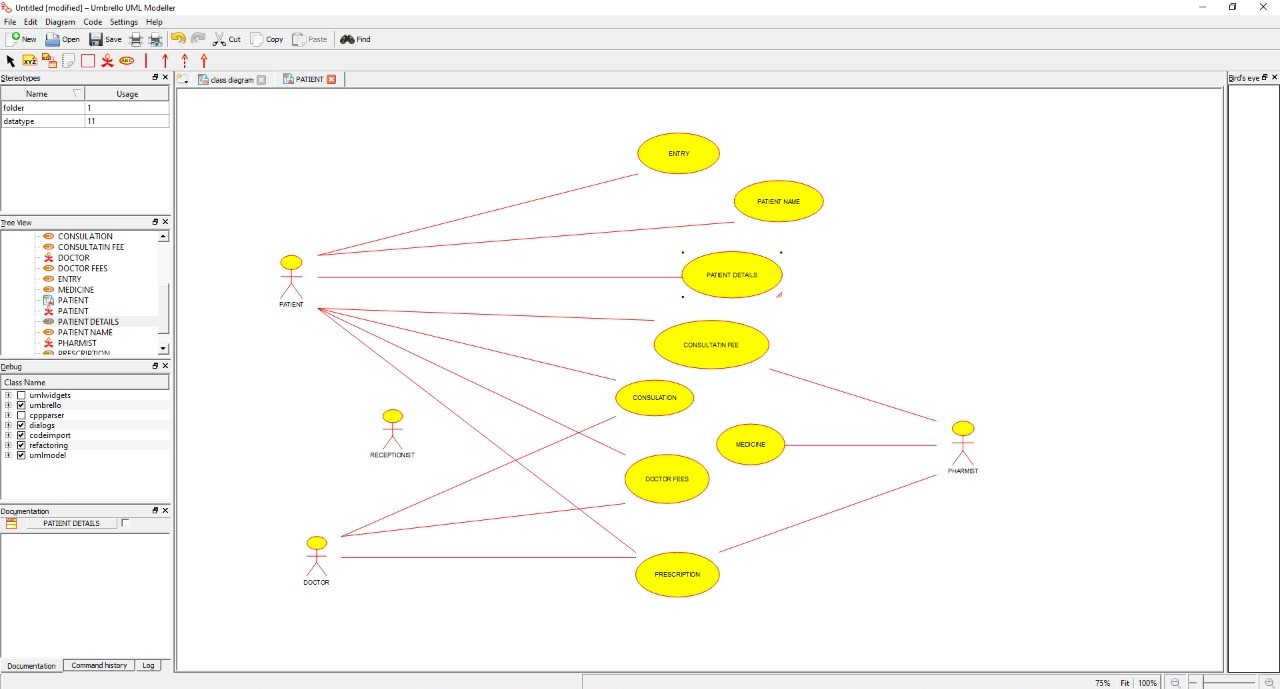 Untitled [modified] – Umbrello UML Modeller
File Edit Diagram Code Settings Help
New Open Save Cut Copy Paste Find
XYZ ABC
Stereotypes
class diagram PATIENT
Bird's eye
Name Usage
folder 1
datatype 11
Tree View
CONSULATION
CONSULTATIN FEE
DOCTOR
DOCTOR FEES
ENTRY
MEDICINE
PATIENT
PATIENT
PATIENT DETAILS
PATIENT NAME
PHARMIST
PRESCRIPTION
Debug
Class Name
umlwidgets
umbrello
cppparser
dialogs
codeimport
refactoring
umlmodel
Documentation
PATIENT DETAILS
Documentation Command history Log
ENTRY
PATIENT NAME
PATIENT DETAILS
PATIENT
CONSULTATIN FEE
CONSULATION
RECEPTIONIST
MEDICINE
PHARMIST
DOCTOR FEES
DOCTOR
PRESCRIPTION
75% Fit 100%